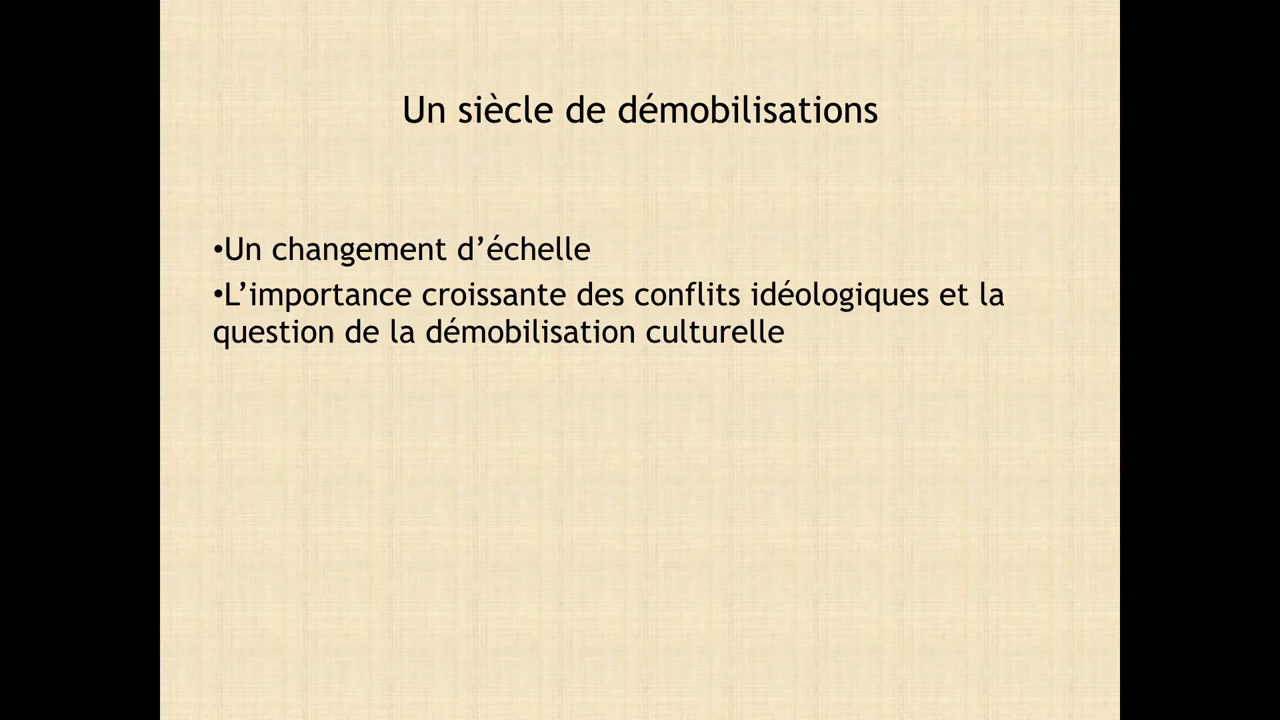 Un siècle de démobilisations
•Un changement d’échelle
•L’importance croissante des conflits idéologiques et la
question de la démobilisation culturelle